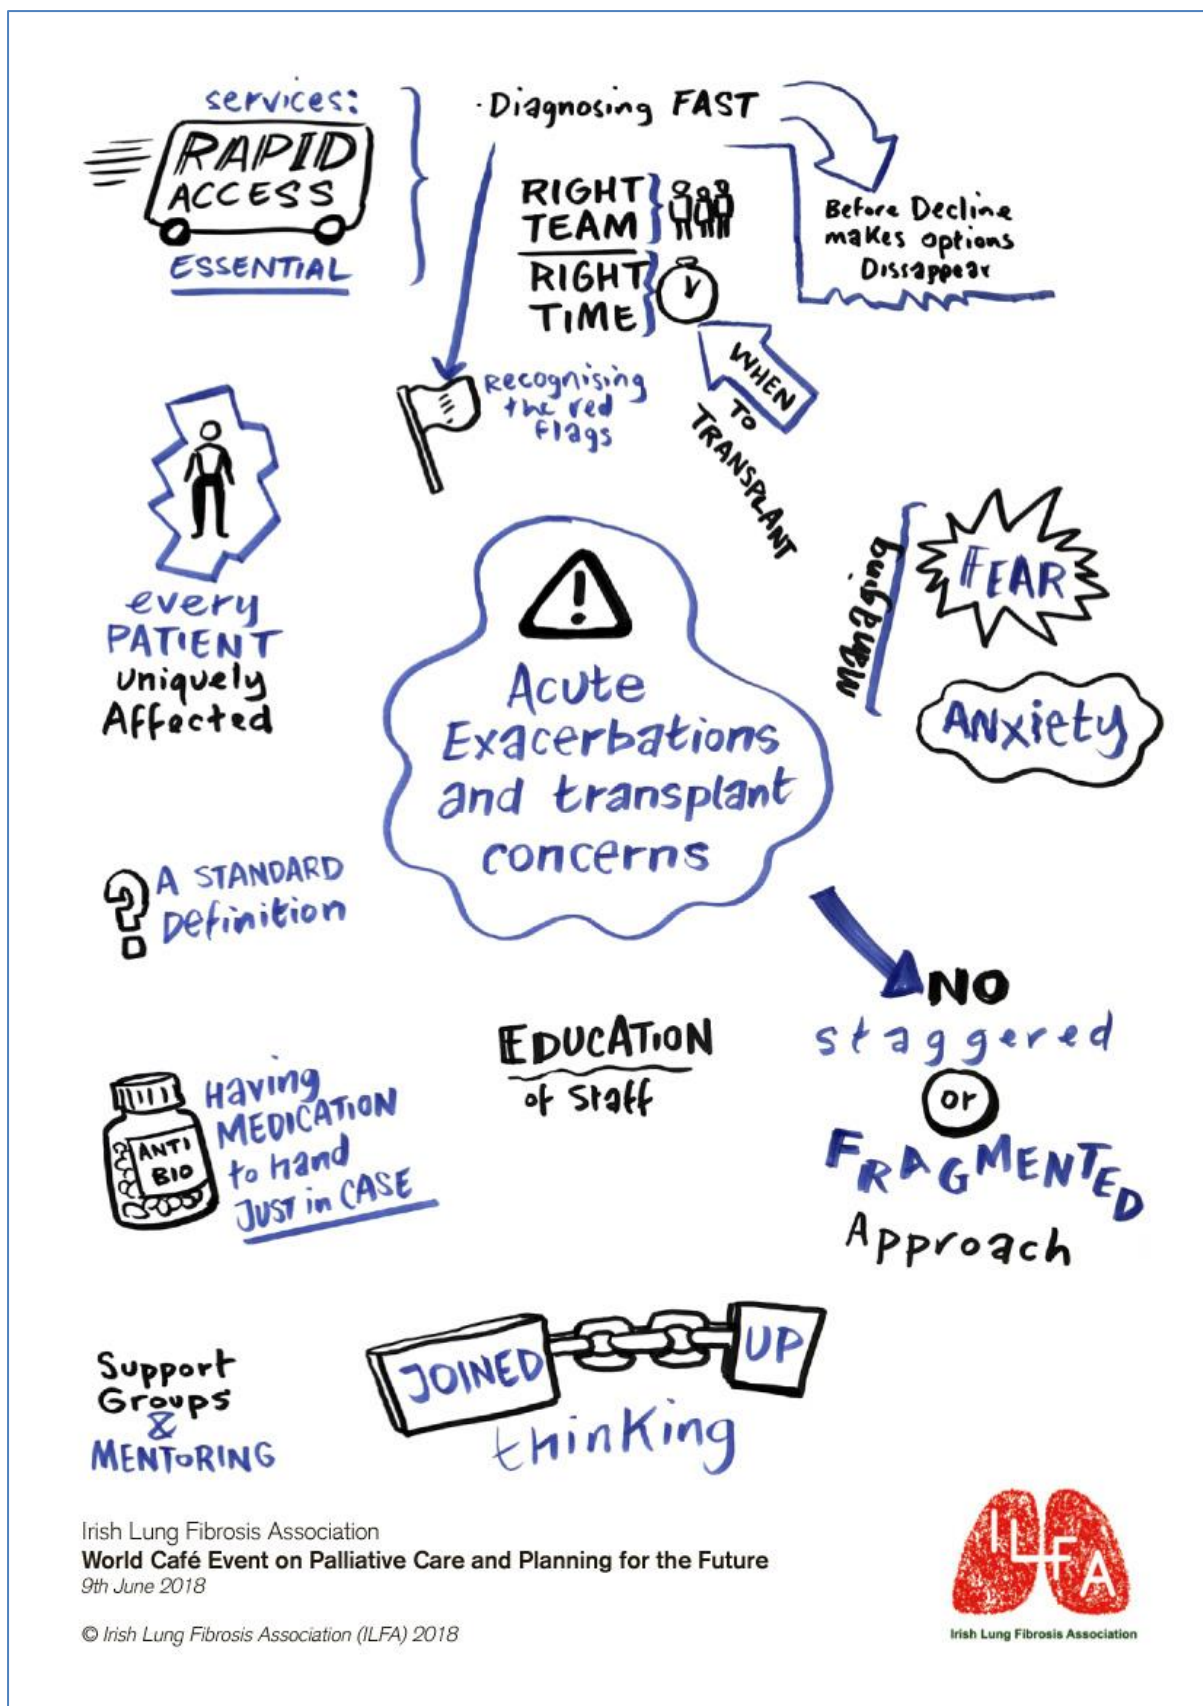 services:
RAPID
ACCESS
ESSENTIAL
·Diagnosing FAST
RIGHT
TEAM
RIGHT
TIME
Before Decline
makes options
Dissappear
Recognising
the red
flags
WHEN
TO
TRANSPLANT
every
PATIENT
uniquely
Affected
Managing
FEAR
Anxiety
!
Acute
Exacerbations
and transplant
concerns
? A STANDARD
Definition
NO
staggered
or
FRAGMENTED
Approach
EDUCATION
of Staff
ANTI
BIO
Having
MEDICATION
to hand
JUST in CASE
JOINED UP
thinking
Support
Groups
&
MENTORING
Irish Lung Fibrosis Association
World Café Event on Palliative Care and Planning for the Future
9th June 2018
© Irish Lung Fibrosis Association (ILFA) 2018
ILFA
Irish Lung Fibrosis Association